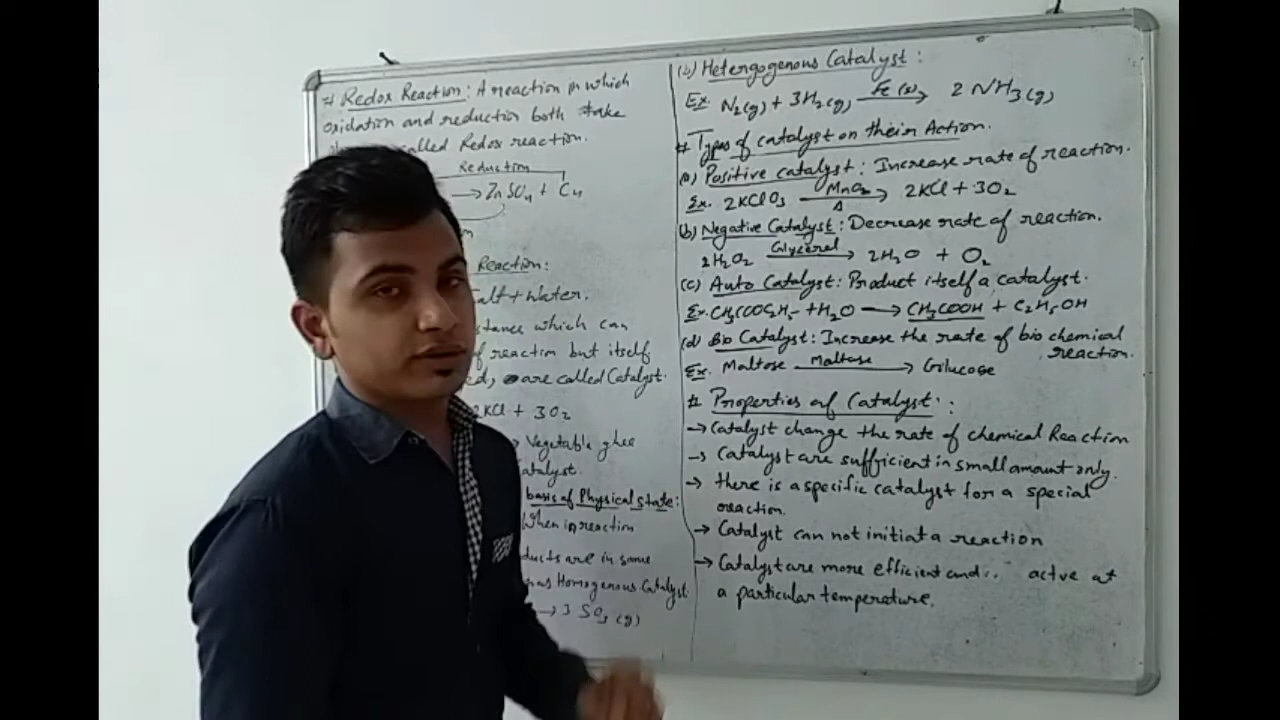 # Redox Reaction: A reaction in which
oxidation and reduction both take
called Redox reaction.
Reduction
→ ZnSO4 + Cu
Reaction:
Salt + Water.
stance which can
of reaction but itself
ed, are called Catalyst.
2KCl + 3O2
→ Vegetable ghee
atalyst.
basis of Physical state:
When in reaction
ducts are in same
as Homogenous Catalyst
→ 3 SO3 (g)
(b) Hetergogenous Catalyst:
Ex. N2(g) + 3H2(g) Fe(s)→ 2NH3(g)
# Types of catalyst on their Action.
(a) Positive catalyst: Increase rate of reaction.
Ex. 2KClO3 MnO2 Δ→ 2KCl + 3O2
(b) Negative Catalyst: Decrease rate of reaction.
2H2O2 Glycerol→ 2H2O + O2
(c) Auto Catalyst: Product itself a catalyst.
Ex. CH3COOC2H5 + H2O → CH3COOH + C2H5OH
(d) Bio Catalyst: Increase the rate of bio chemical
reaction.
Ex. Maltose Maltase→ Gilucose
# Properties of Catalyst:
→ Catalyst change the rate of chemical Reaction
→ Catalyst are sufficient in small amount only.
→ there is a specific catalyst for a special
reaction.
→ Catalyst can not initiat a reaction
→ Catalyst are more efficient and actve at
a particular temperature.